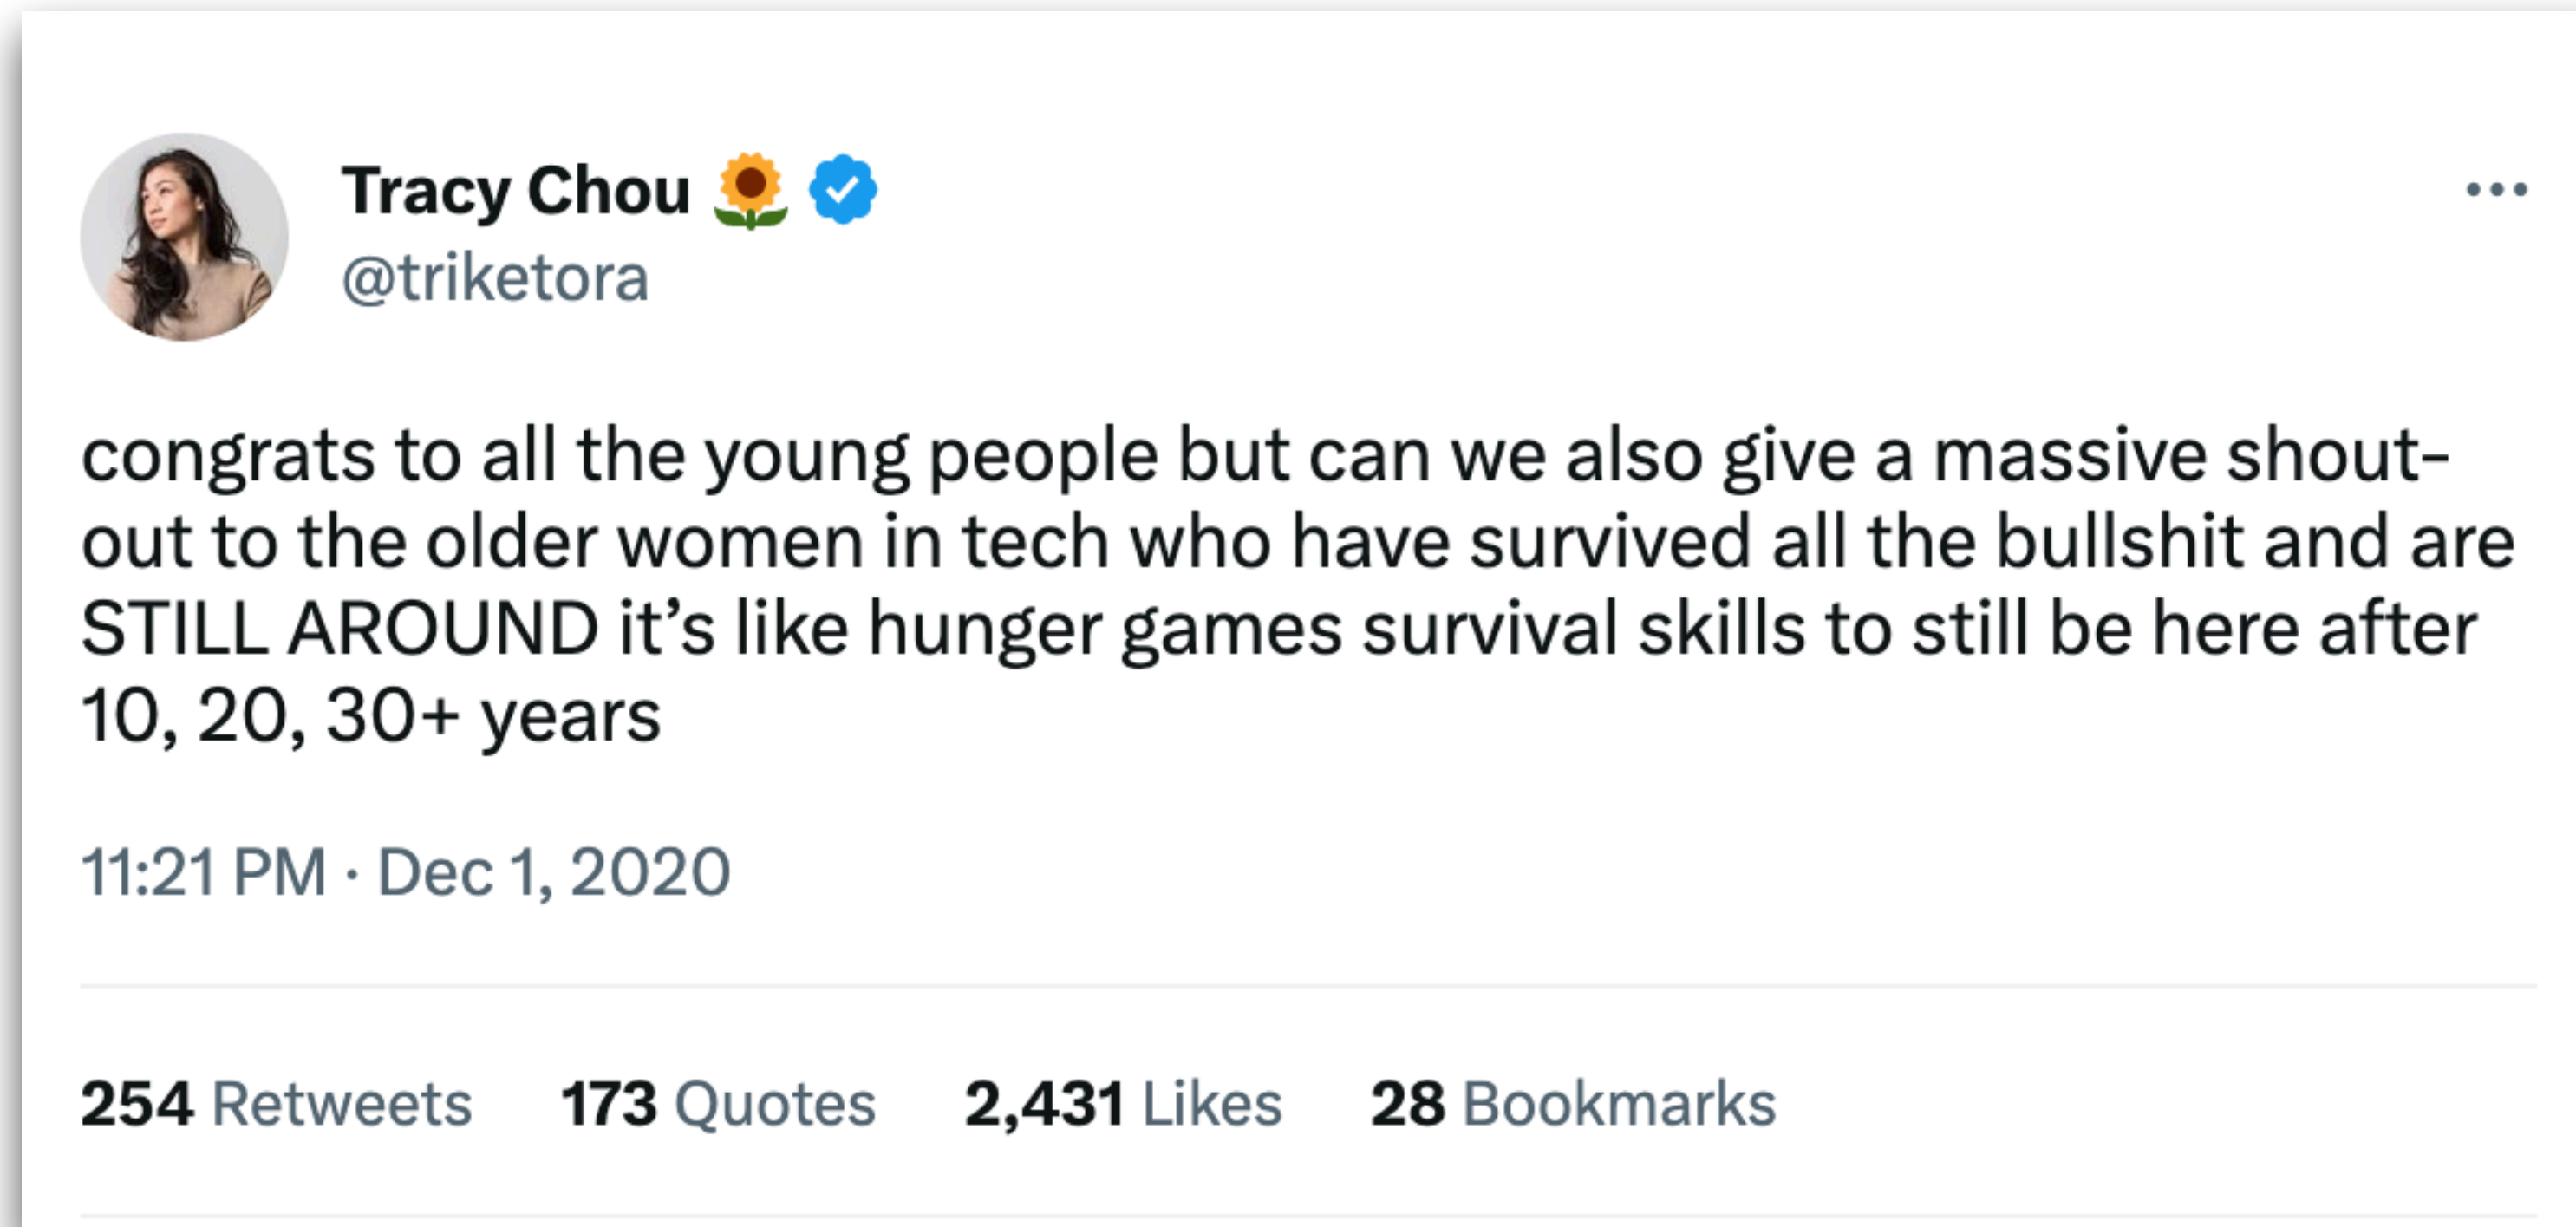 Tracy Chou 🌻
@triketora
congrats to all the young people but can we also give a massive shout-
out to the older women in tech who have survived all the bullshit and are
STILL AROUND it’s like hunger games survival skills to still be here after
10, 20, 30+ years
11:21 PM · Dec 1, 2020
254 Retweets 173 Quotes 2,431 Likes 28 Bookmarks